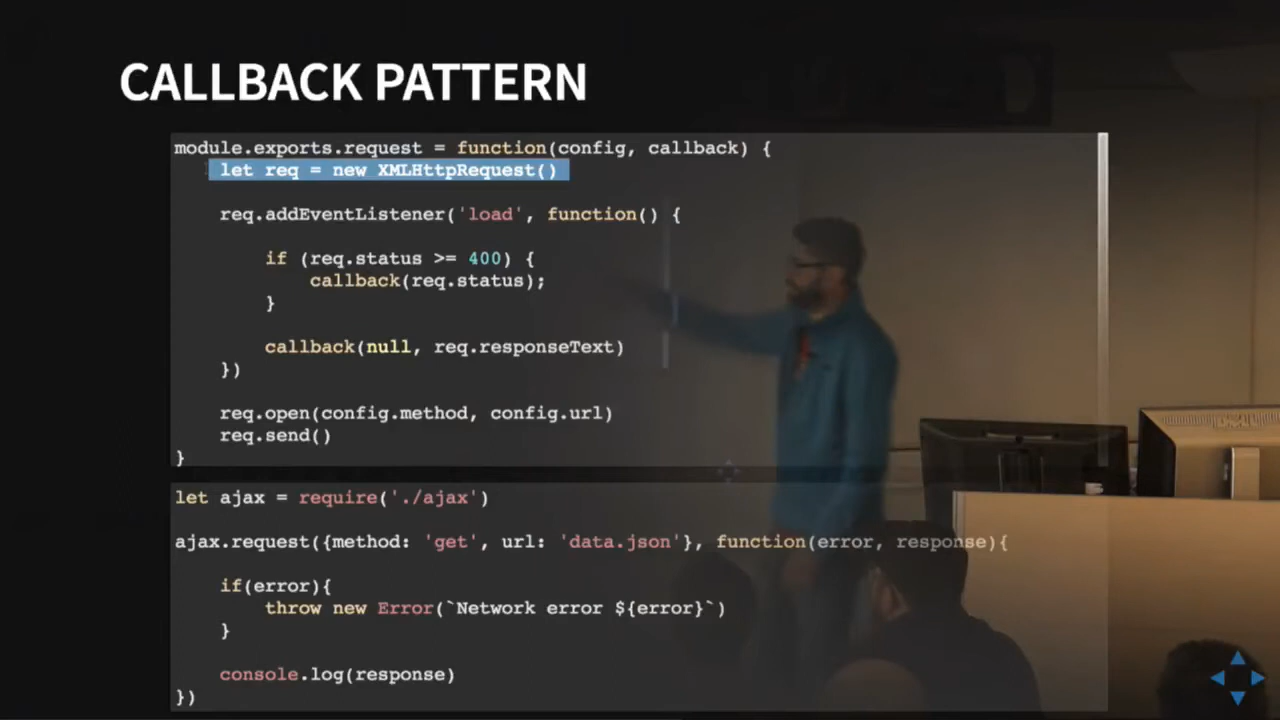 CALLBACK PATTERN
module.exports.request = function(config, callback) {
let req = new XMLHttpRequest()
req.addEventListener('load', function() {
if (req.status >= 400) {
callback(req.status);
}
callback(null, req.responseText)
})
req.open(config.method, config.url)
req.send()
}
let ajax = require('./ajax')
ajax.request({method: 'get', url: 'data.json'}, function(error, response){
if(error){
throw new Error(`Network error ${error}`)
}
console.log(response)
})
DELL